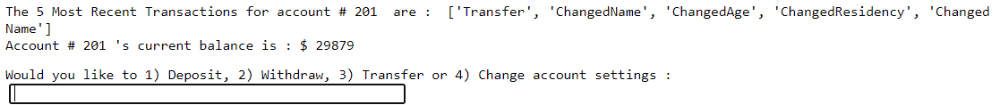 The 5 Most Recent Transactions for account # 201  are :  ['Transfer', 'ChangedName', 'ChangedAge', 'ChangedResidency', 'Changed
Name']
Account # 201 's current balance is : $ 29879
Would you like to 1) Deposit, 2) Withdraw, 3) Transfer or 4) Change account settings :